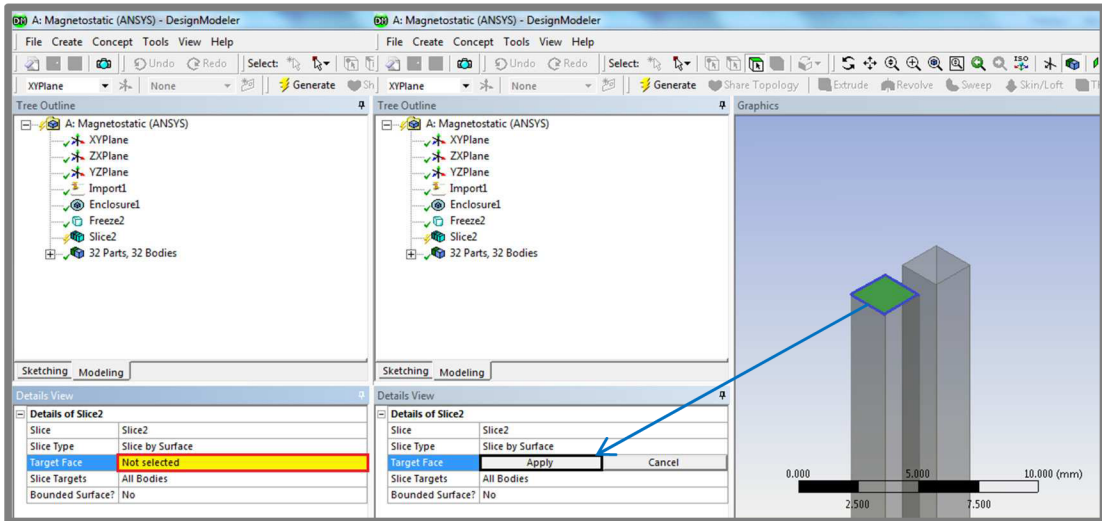 A: Magnetostatic (ANSYS) - DesignModeler
File Create Concept Tools View Help
Undo Redo Select:
XYPlane None Generate Sh
Tree Outline
A: Magnetostatic (ANSYS)
XYPlane
ZXPlane
YZPlane
Import1
Enclosure1
Freeze2
Slice2
32 Parts, 32 Bodies
Sketching Modeling
Details View
Details of Slice2
Slice Slice2
Slice Type Slice by Surface
Target Face Not selected
Slice Targets All Bodies
Bounded Surface? No
A: Magnetostatic (ANSYS) - DesignModeler
File Create Concept Tools View Help
Undo Redo Select: ISO
XYPlane None Generate Share Topology Extrude Revolve Sweep Skin/Loft
Tree Outline
A: Magnetostatic (ANSYS)
XYPlane
ZXPlane
YZPlane
Import1
Enclosure1
Freeze2
Slice2
32 Parts, 32 Bodies
Sketching Modeling
Details View
Details of Slice2
Slice Slice2
Slice Type Slice by Surface
Target Face Apply Cancel
Slice Targets All Bodies
Bounded Surface? No
Graphics
0.000 5.000 10.000 (mm)
2.500 7.500